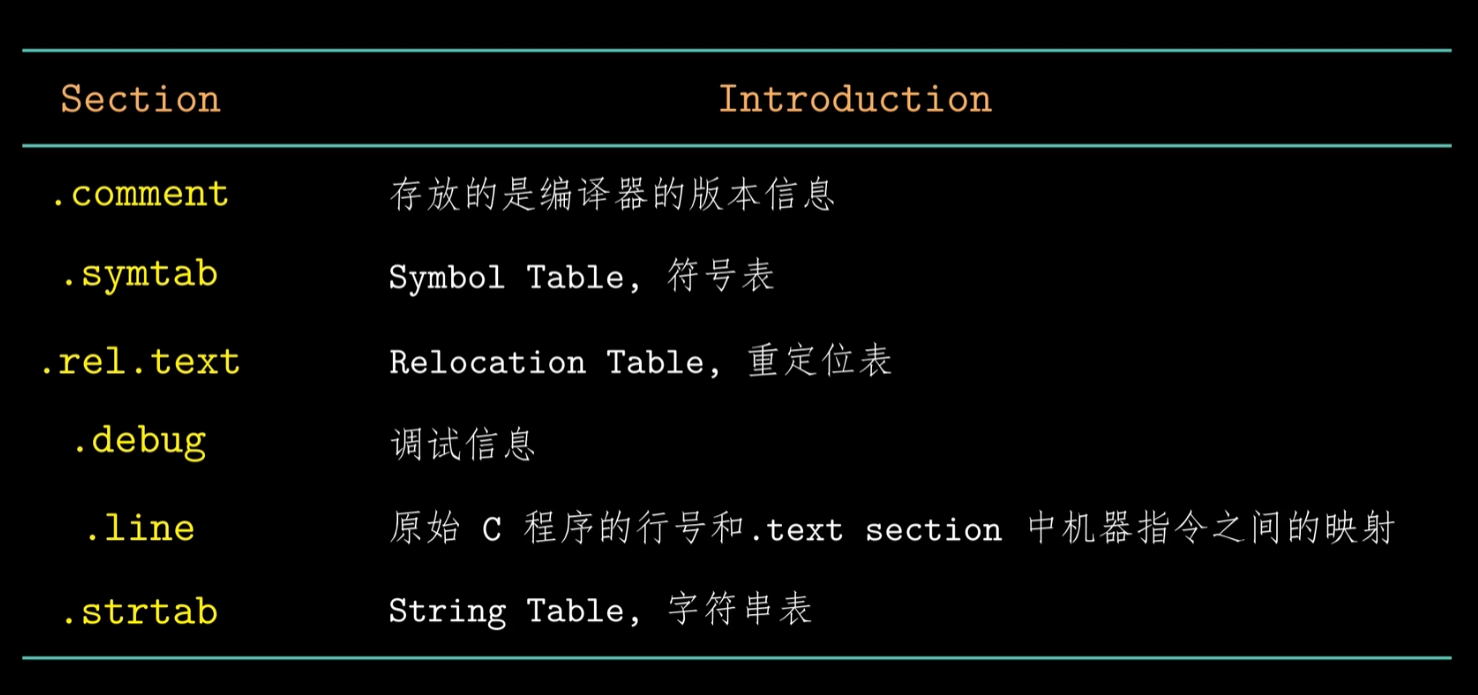 Section Introduction
.comment 存放的是编译器的版本信息
.symtab Symbol Table, 符号表
.rel.text Relocation Table, 重定位表
.debug 调试信息
.line 原始 C 程序的行号和.text section 中机器指令之间的映射
.strtab String Table, 字符串表